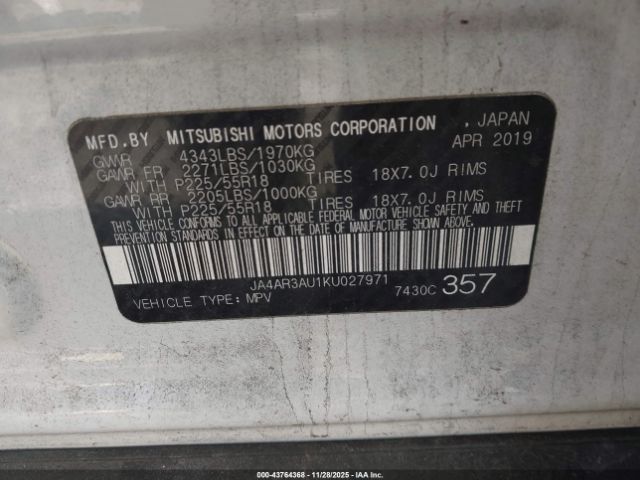 MFD.BY MITSUBISHI MOTORS CORPORATION , JAPAN
GVWR 4343LBS/1970KG APR 2019
GAWR FR 2271LBS/1030KG
WITH P225/55R18 TIRES 18X7.0J RIMS
GAWR RR 2205LBS/1000KG
WITH P225/55R18 TIRES 18X7.0J RIMS
THIS VEHICLE CONFORMS TO ALL APPLICABLE FEDERAL MOTOR VEHICLE SAFETY AND THEFT
PREVENTION STANDARDS IN EFFECT ON THE DATE OF MANUFACTURE SHOWN ABOVE.
JA4AR3AU1KU027971
VEHICLE TYPE: MPV 7430C 357
000-43764368 - 11/28/2025 - IAAI.com